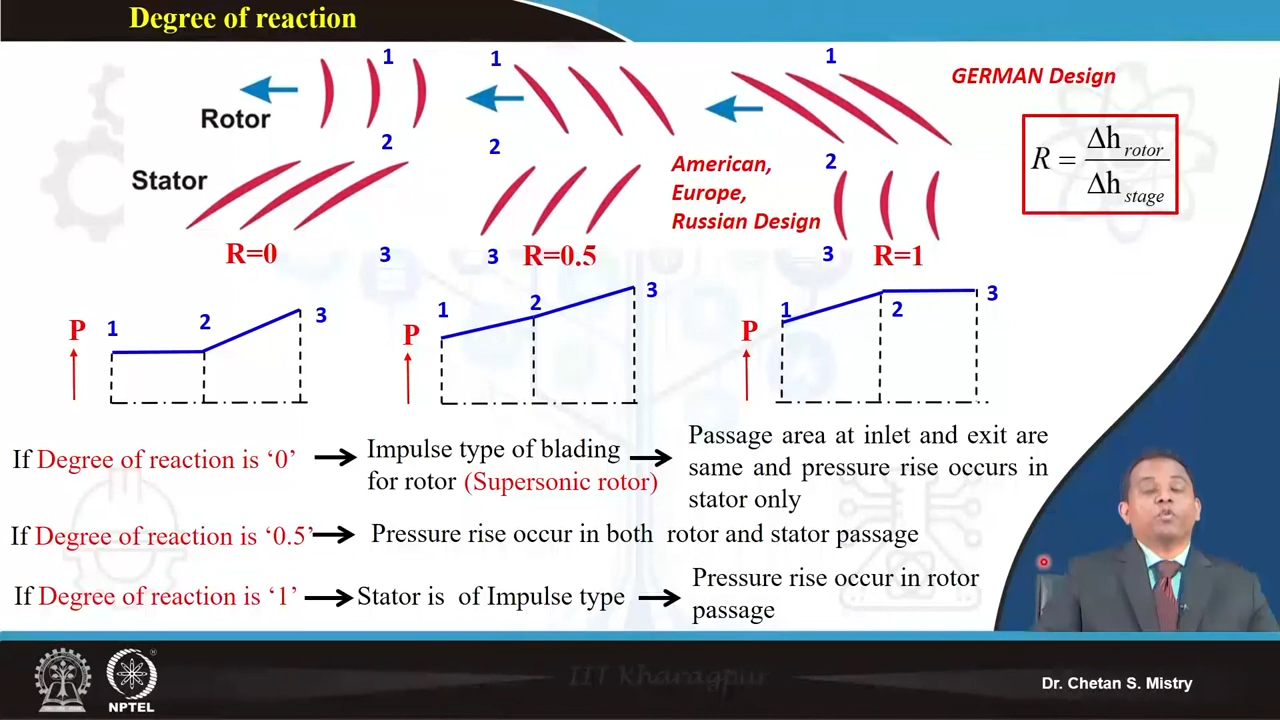 Degree of reaction
1
1
1
GERMAN Design
Rotor
R = Δh rotor / Δh stage
2
2
2
American,
Europe,
Russian Design
Stator
R=0
3
3
R=0.5
3
R=1
P
1
2
3
P
1
2
3
P
1
2
3
If Degree of reaction is ‘0’
Impulse type of blading
for rotor (Supersonic rotor)
Passage area at inlet and exit are
same and pressure rise occurs in
stator only
If Degree of reaction is ‘0.5’
Pressure rise occur in both rotor and stator passage
If Degree of reaction is ‘1’
Stator is of Impulse type
Pressure rise occur in rotor
passage
IIT Kharagpur
NPTEL
Dr. Chetan S. Mistry